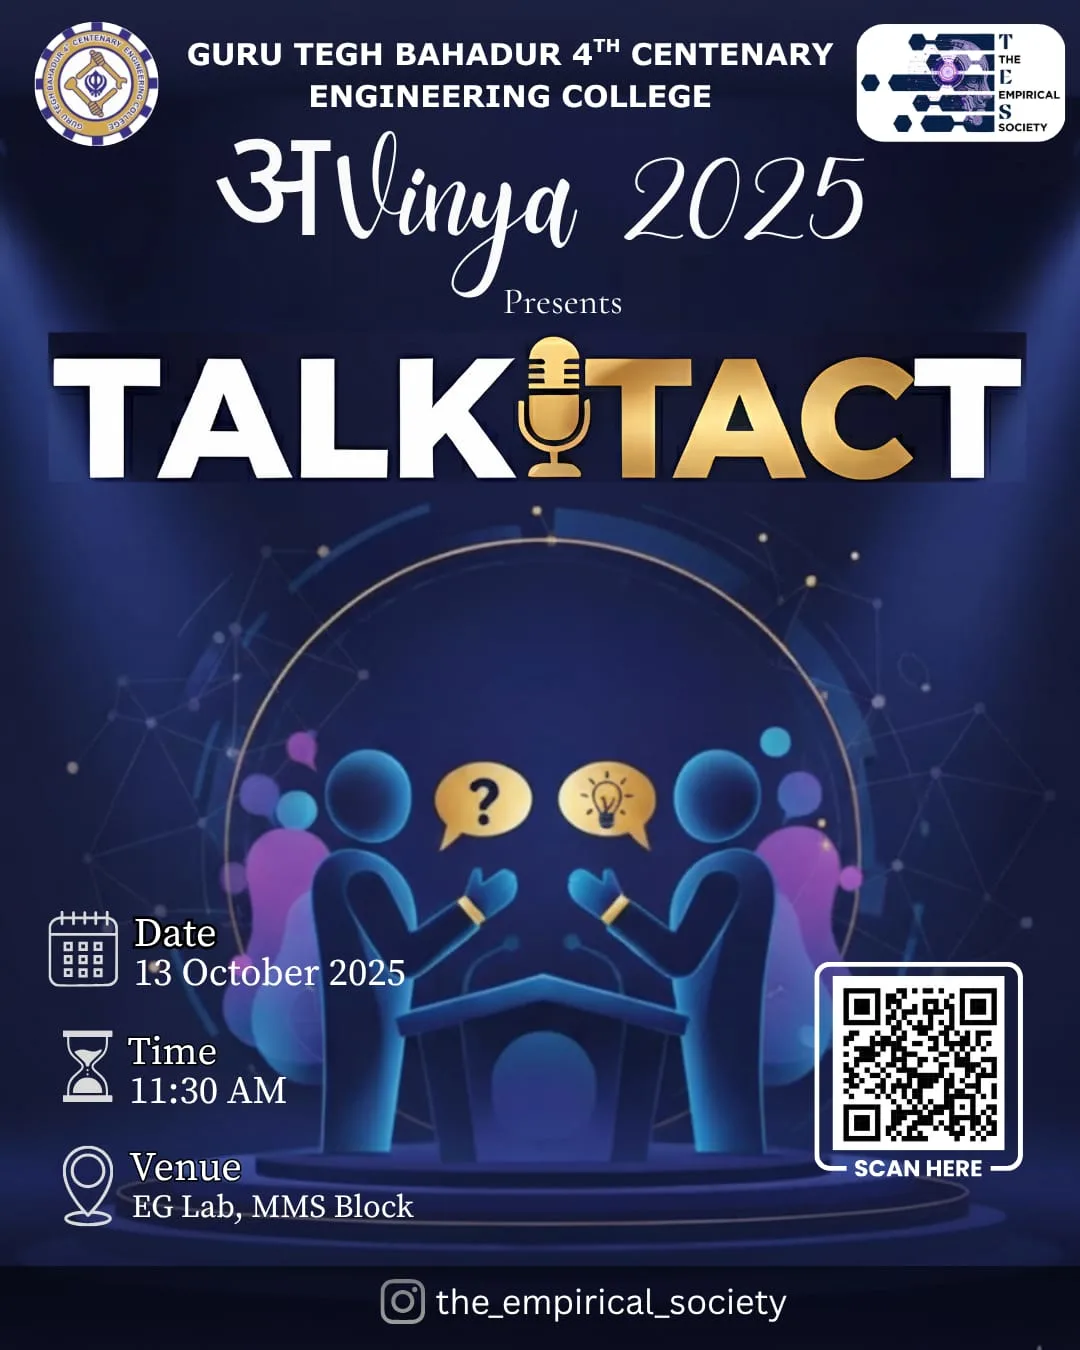 GURU TEGH BAHADUR 4TH CENTENARY
ENGINEERING COLLEGE
GURU TEGH BAHADUR 4TH CENTENARY ENGINEERING COLLEGE
T
THE
E
EMPIRICAL
S
SOCIETY
अVinya 2025
Presents
TALK TACT
?
Date
13 October 2025
Time
11:30 AM
Venue
EG Lab, MMS Block
SCAN HERE
the_empirical_society